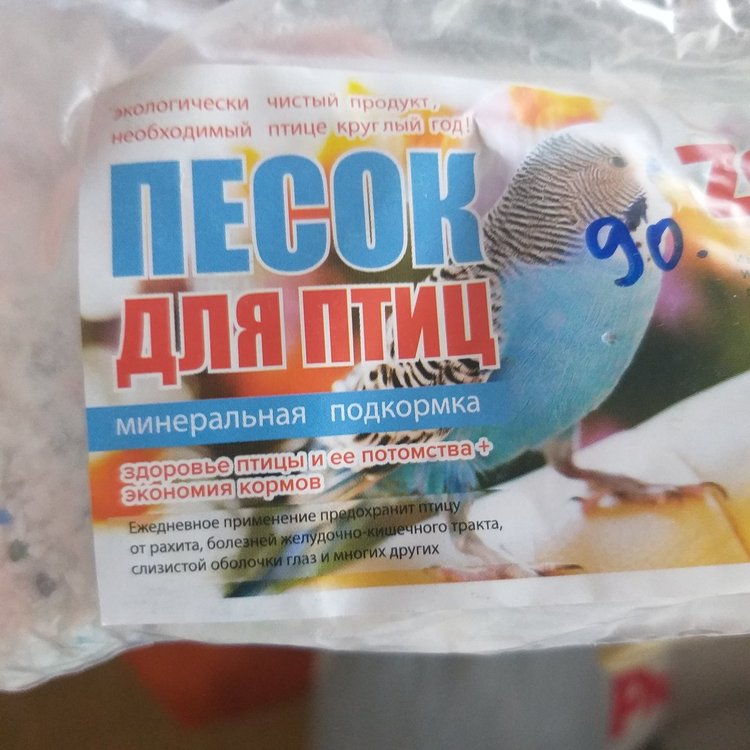 экологически чистый продукт,
необходимый птице круглый год!
ПЕСОК
ДЛЯ ПТИЦ
минеральная подкормка
здоровье птицы и ее потомства +
экономия кормов
Ежедневное применение предохранит птицу
от рахита, болезней желудочно-кишечного тракта,
слизистой оболочки глаз и многих других
90.